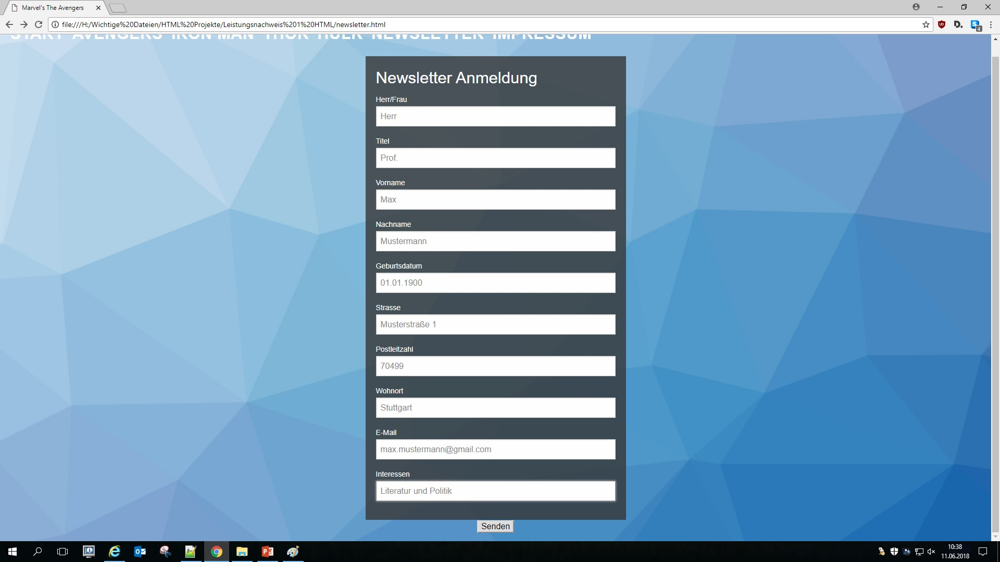 Marvel's The Avengers
file:///H:/Wichtige%20Dateien/HTML%20Projekte/Leistungsnachweis%201%20HTML/newsletter.html
4
START AVENGERS IRON MAN THOR HULK NEWSLETTER IMPRESSUM
Newsletter Anmeldung
Herr/Frau
Herr
Titel
Prof.
Vorname
Max
Nachname
Mustermann
Geburtsdatum
01.01.1900
Strasse
Musterstraße 1
Postleitzahl
70499
Wohnort
Stuttgart
E-Mail
max.mustermann@gmail.com
Interessen
Literatur und Politik
Senden
10:38
11.06.2018